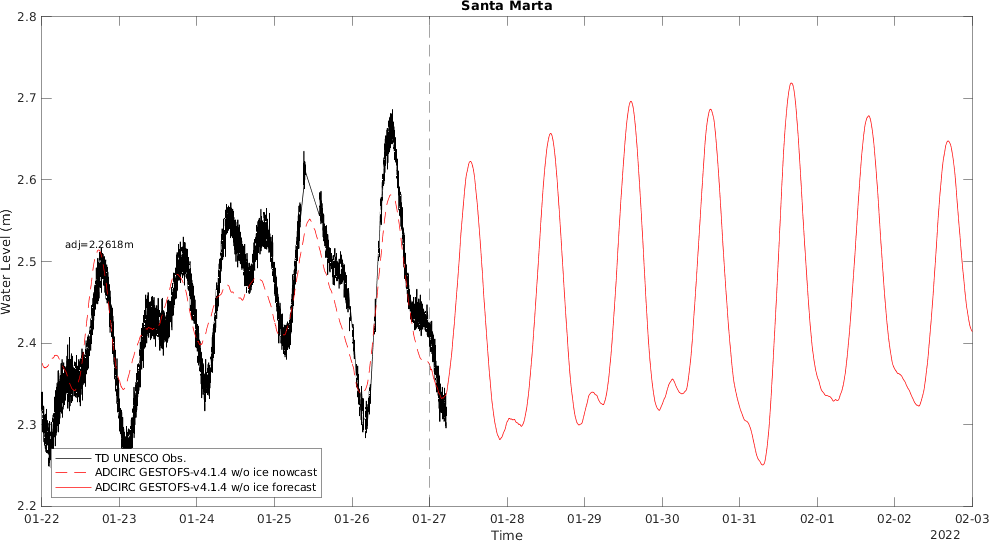 Santa Marta
2.8
2.7
2.6
2.5
2.4
2.3
2.2
Water Level (m)
adj=2.2618m
TD UNESCO Obs.
ADCIRC GESTOFS-v4.1.4 w/o ice nowcast
ADCIRC GESTOFS-v4.1.4 w/o ice forecast
01-22 01-23 01-24 01-25 01-26 01-27 01-28 01-29 01-30 01-31 02-01 02-02 02-03
Time
2022